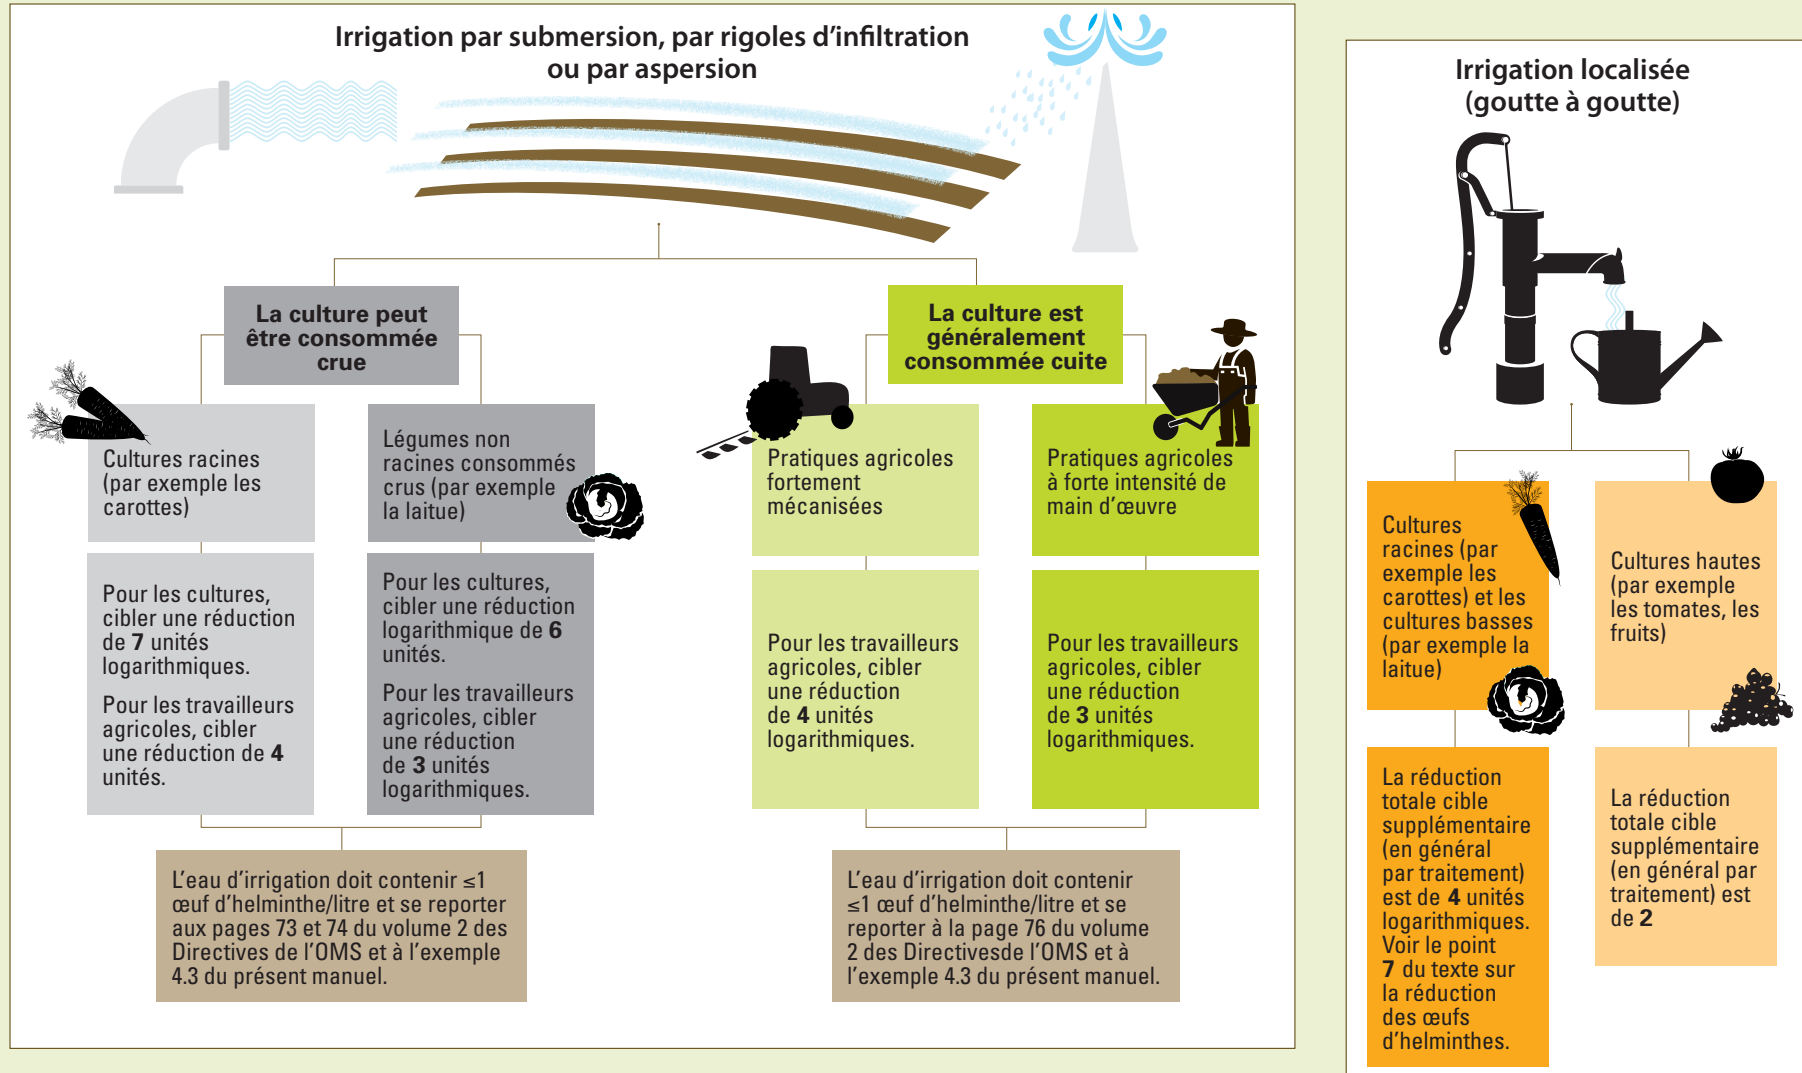 Irrigation par submersion, par rigoles d’infiltration
ou par aspersion
La culture peut
être consommée
crue
Cultures racines
(par exemple les
carottes)
Légumes non
racines consommés
crus (par exemple
la laitue)
Pour les cultures,
cibler une réduction
de 7 unités
logarithmiques.
Pour les travailleurs
agricoles, cibler
une réduction de 4
unités.
Pour les cultures,
cibler une réduction
logarithmique de 6
unités.
Pour les travailleurs
agricoles, cibler
une réduction
de 3 unités
logarithmiques.
L’eau d’irrigation doit contenir ≤1
œuf d’helminthe/litre et se reporter
aux pages 73 et 74 du volume 2 des
Directives de l’OMS et à l’exemple
4.3 du présent manuel.
La culture est
généralement
consommée cuite
Pratiques agricoles
fortement
mécanisées
Pratiques agricoles
à forte intensité de
main d’œuvre
Pour les travailleurs
agricoles, cibler
une réduction
de 4 unités
logarithmiques.
Pour les travailleurs
agricoles, cibler
une réduction
de 3 unités
logarithmiques.
L’eau d’irrigation doit contenir
≤1 œuf d’helminthe/litre et se
reporter à la page 76 du volume
2 des Directivesde l’OMS et à
l’exemple 4.3 du présent manuel.
Irrigation localisée
(goutte à goutte)
Cultures
racines (par
exemple les
carottes) et les
cultures basses
(par exemple la
laitue)
Cultures hautes
(par exemple
les tomates, les
fruits)
La réduction
totale cible
supplémentaire
(en général
par traitement)
est de 4 unités
logarithmiques.
Voir le point
7 du texte sur
la réduction
des œufs
d’helminthes.
La réduction
totale cible
supplémentaire
(en général par
traitement) est
de 2